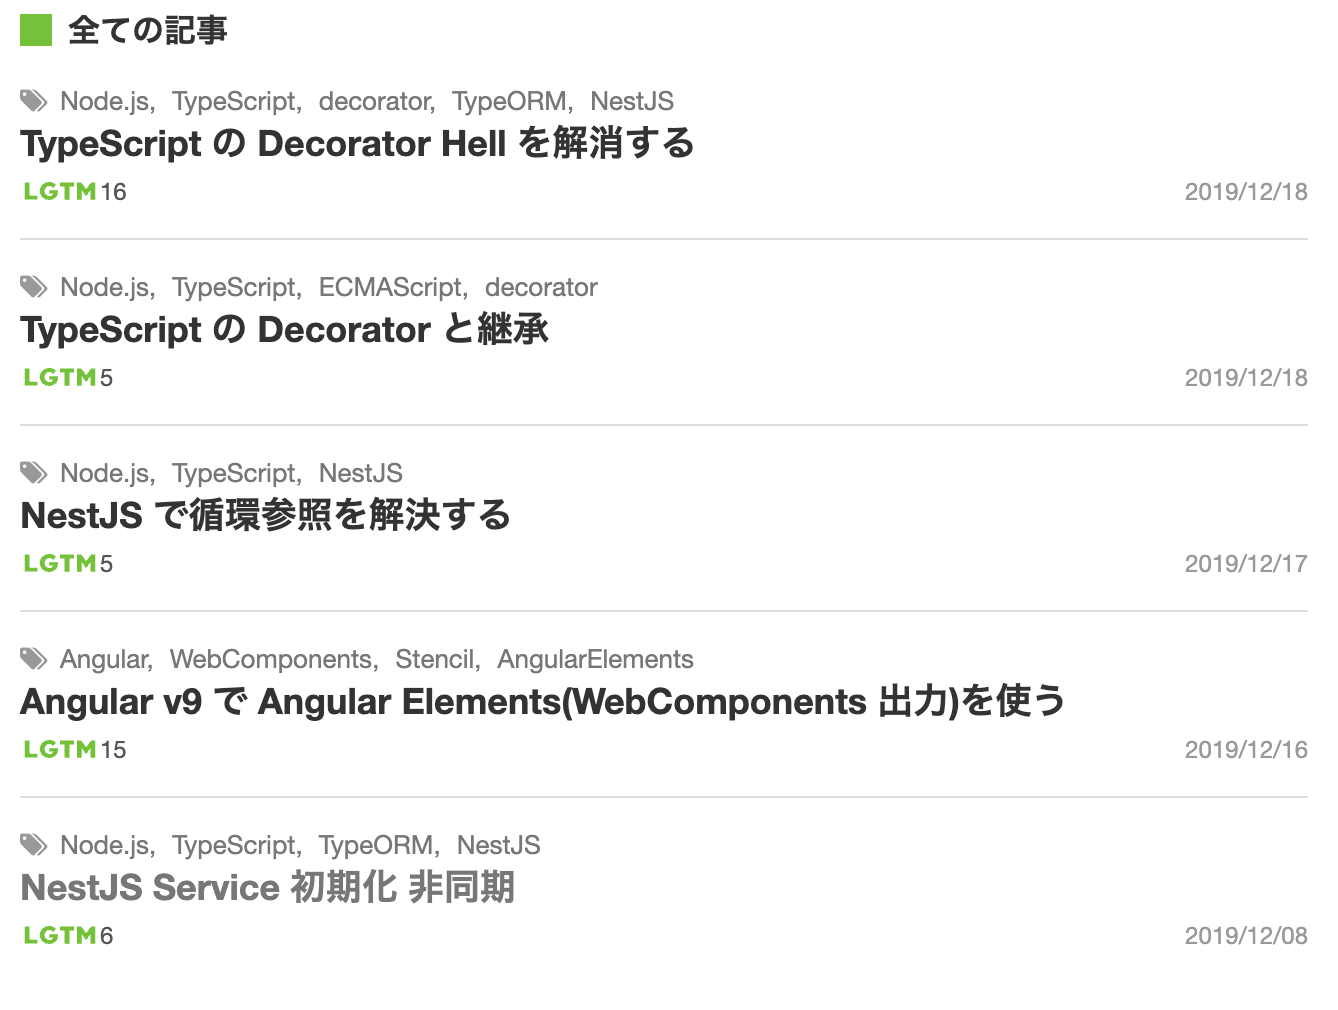 全ての記事
Node.js, TypeScript, decorator, TypeORM, NestJS
TypeScript の Decorator Hell を解消する
LGTM 16
2019/12/18
Node.js, TypeScript, ECMAScript, decorator
TypeScript の Decorator と継承
LGTM 5
2019/12/18
Node.js, TypeScript, NestJS
NestJS で循環参照を解決する
LGTM 5
2019/12/17
Angular, WebComponents, Stencil, AngularElements
Angular v9 で Angular Elements(WebComponents 出力)を使う
LGTM 15
2019/12/16
Node.js, TypeScript, TypeORM, NestJS
NestJS Service 初期化 非同期
LGTM 6
2019/12/08